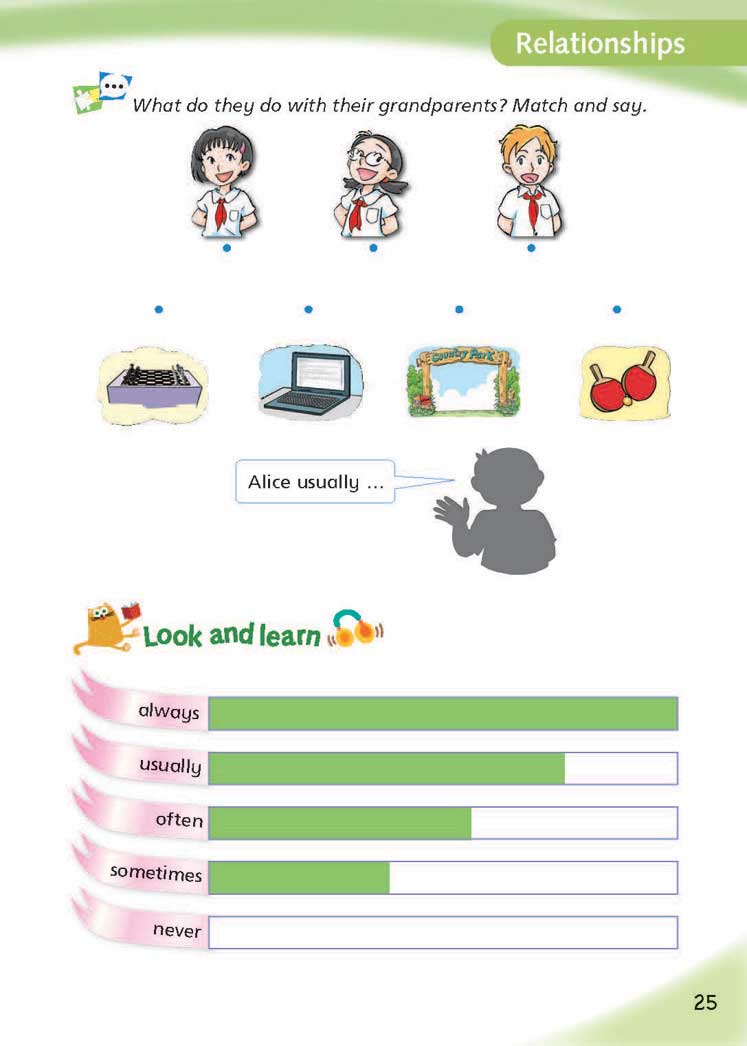 Relationships
What do they do with their grandparents? Match and say.
Country Park
Alice usually ...
Look and learn
always
usually
often
sometimes
never
25